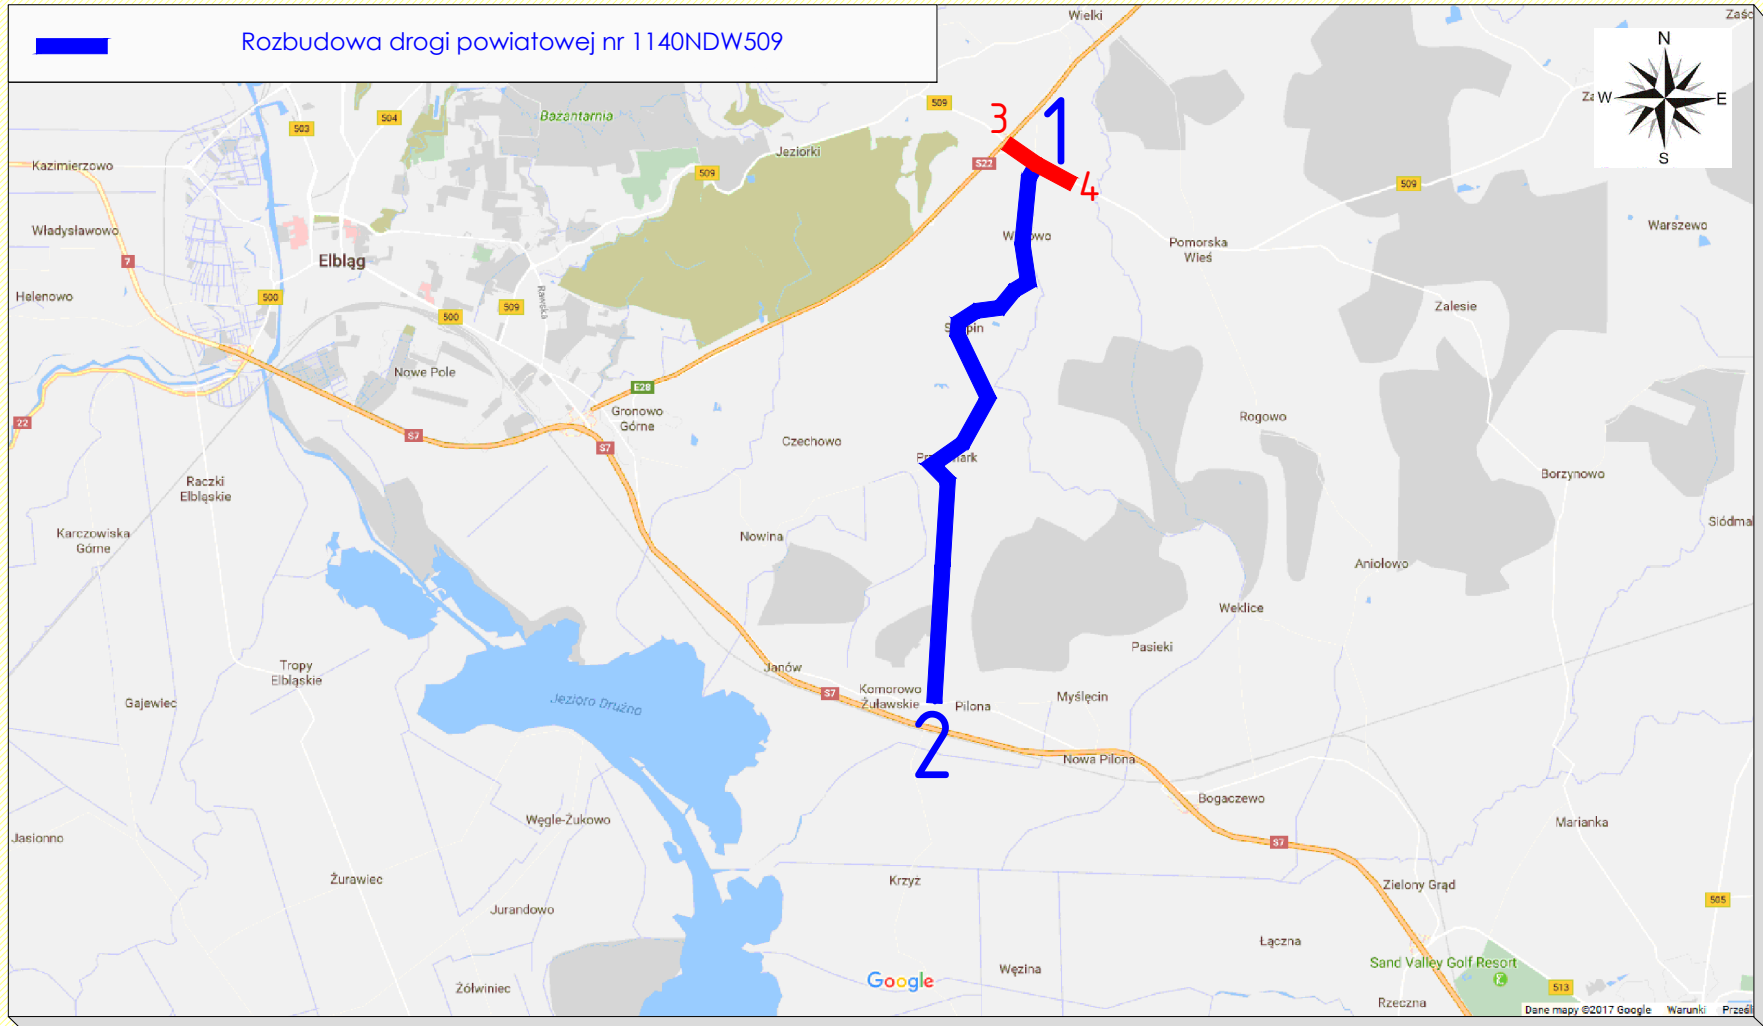 Rozbudowa drogi powiatowej nr 1140NDW509
Wielki
N
W
E
S
503
504
Bażantarnia
509
3
1
Kazimierzowo
Jeziorki
S22
509
4
509
Władysławowo
Warszewo
7
Elbląg
Pomorska
Wieś
Helenowo
500
Rawska
509
500
Zalesie
Nowe Pole
E28
22
S7
Gronowo
Górne
S7
Czechowo
Rogowo
Raczki
Elbląskie
Borzynowo
Karczowiska
Górne
Nowina
Aniołowo
Weklice
Pasieki
Tropy
Elbląskie
Janów
S7
Komorowo
Żuławskie
Pilona
Myślęcin
Gajewiec
Jezioro Drużno
2
Nowa Pilona
Bogaczewo
Jasionno
Węgle-Żukowo
Marianka
S7
Żurawiec
Krzyż
Zielony Grąd
505
Jurandowo
Łączna
Sand Valley Golf Resort
Węzina
Google
Żółwiniec
513
Rzeczna
Dane mapy ©2017 Google
Warunki